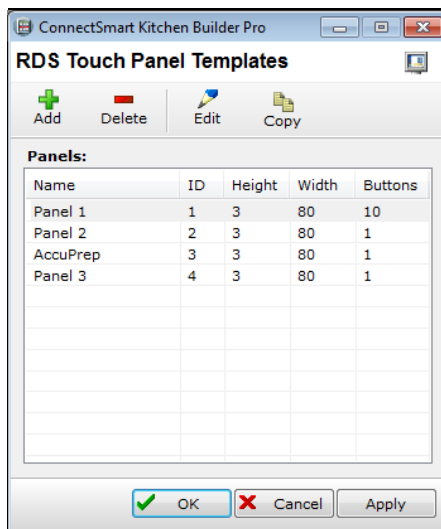 ConnectSmart Kitchen Builder Pro
RDS Touch Panel Templates
Add Delete Edit Copy
Panels:
Name ID Height Width Buttons
Panel 1 1 3 80 10
Panel 2 2 3 80 1
AccuPrep 3 3 80 1
Panel 3 4 3 80 1
OK Cancel Apply